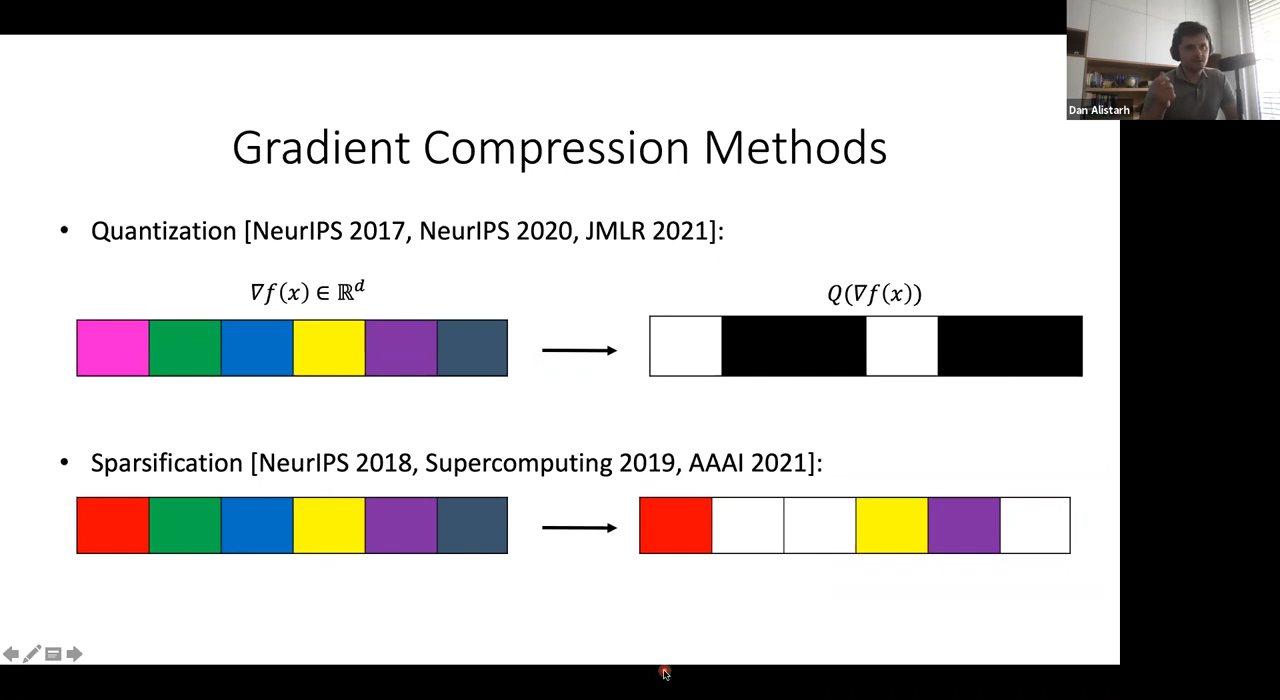 Dan Alistarh
Gradient Compression Methods
• Quantization [NeurIPS 2017, NeurIPS 2020, JMLR 2021]:
∇f(x) ∈ ℝᵈ
Q(∇f(x))
• Sparsification [NeurIPS 2018, Supercomputing 2019, AAAI 2021]: